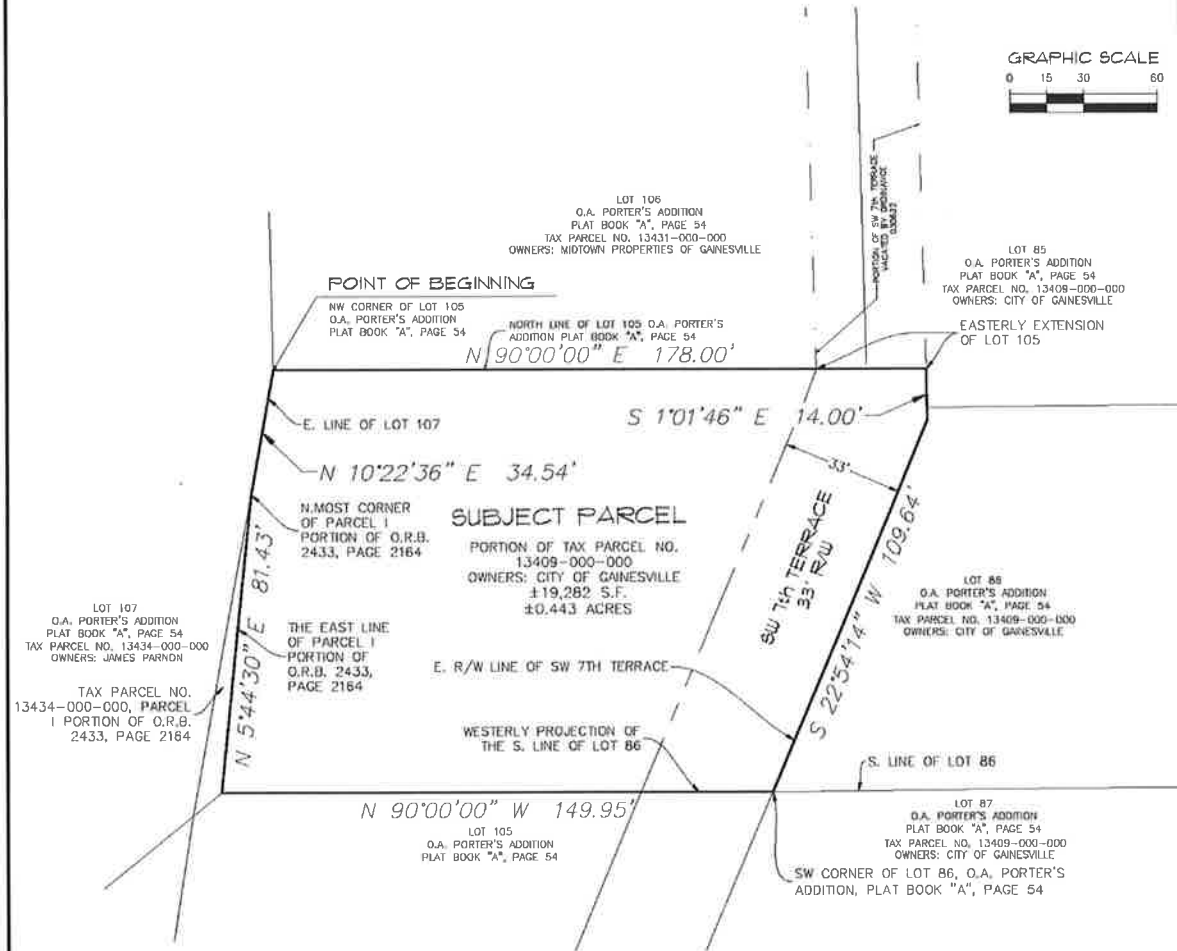 GRAPHIC SCALE
0 15 30 60
PORTION OF SW 7TH TERRACE
VACATED BY ORDINANCE
LOT 106
O.A. PORTER'S ADDITION
PLAT BOOK "A", PAGE 54
TAX PARCEL NO. 13431-000-000
OWNERS: MIDTOWN PROPERTIES OF GAINESVILLE
LOT 85
O.A. PORTER'S ADDITION
PLAT BOOK "A", PAGE 54
TAX PARCEL NO. 13409-000-000
OWNERS: CITY OF GAINESVILLE
POINT OF BEGINNING
NW CORNER OF LOT 105
O.A. PORTER'S ADDITION
PLAT BOOK "A", PAGE 54
NORTH LINE OF LOT 105 O.A. PORTER'S
ADDITION PLAT BOOK "A", PAGE 54
N 90°00'00" E 178.00'
EASTERLY EXTENSION
OF LOT 105
E. LINE OF LOT 107
S 1°01'46" E 14.00'
N 10°22'36" E 34.54'
33'
N.MOST CORNER
OF PARCEL I
PORTION OF O.R.B.
2433, PAGE 2164
SUBJECT PARCEL
PORTION OF TAX PARCEL NO.
13409-000-000
OWNERS: CITY OF GAINESVILLE
±19,282 S.F.
±0.443 ACRES
SW 7th TERRACE
33' R/W
S 22°54'14" W 109.64'
LOT 86
O.A. PORTER'S ADDITION
PLAT BOOK "A", PAGE 54
TAX PARCEL NO. 13409-000-000
OWNERS: CITY OF GAINESVILLE
N 5°44'30" E 81.43'
LOT 107
O.A. PORTER'S ADDITION
PLAT BOOK "A", PAGE 54
TAX PARCEL NO. 13434-000-000
OWNERS: JAMES PARNON
THE EAST LINE
OF PARCEL I
PORTION OF
O.R.B. 2433,
PAGE 2164
E. R/W LINE OF SW 7TH TERRACE
TAX PARCEL NO.
13434-000-000, PARCEL
I PORTION OF O.R.B.
2433, PAGE 2164
WESTERLY PROJECTION OF
THE S. LINE OF LOT 86
S. LINE OF LOT 86
N 90°00'00" W 149.95'
LOT 105
O.A. PORTER'S ADDITION
PLAT BOOK "A", PAGE 54
LOT 87
O.A. PORTER'S ADDITION
PLAT BOOK "A", PAGE 54
TAX PARCEL NO. 13409-000-000
OWNERS: CITY OF GAINESVILLE
SW CORNER OF LOT 86, O.A. PORTER'S
ADDITION, PLAT BOOK "A", PAGE 54